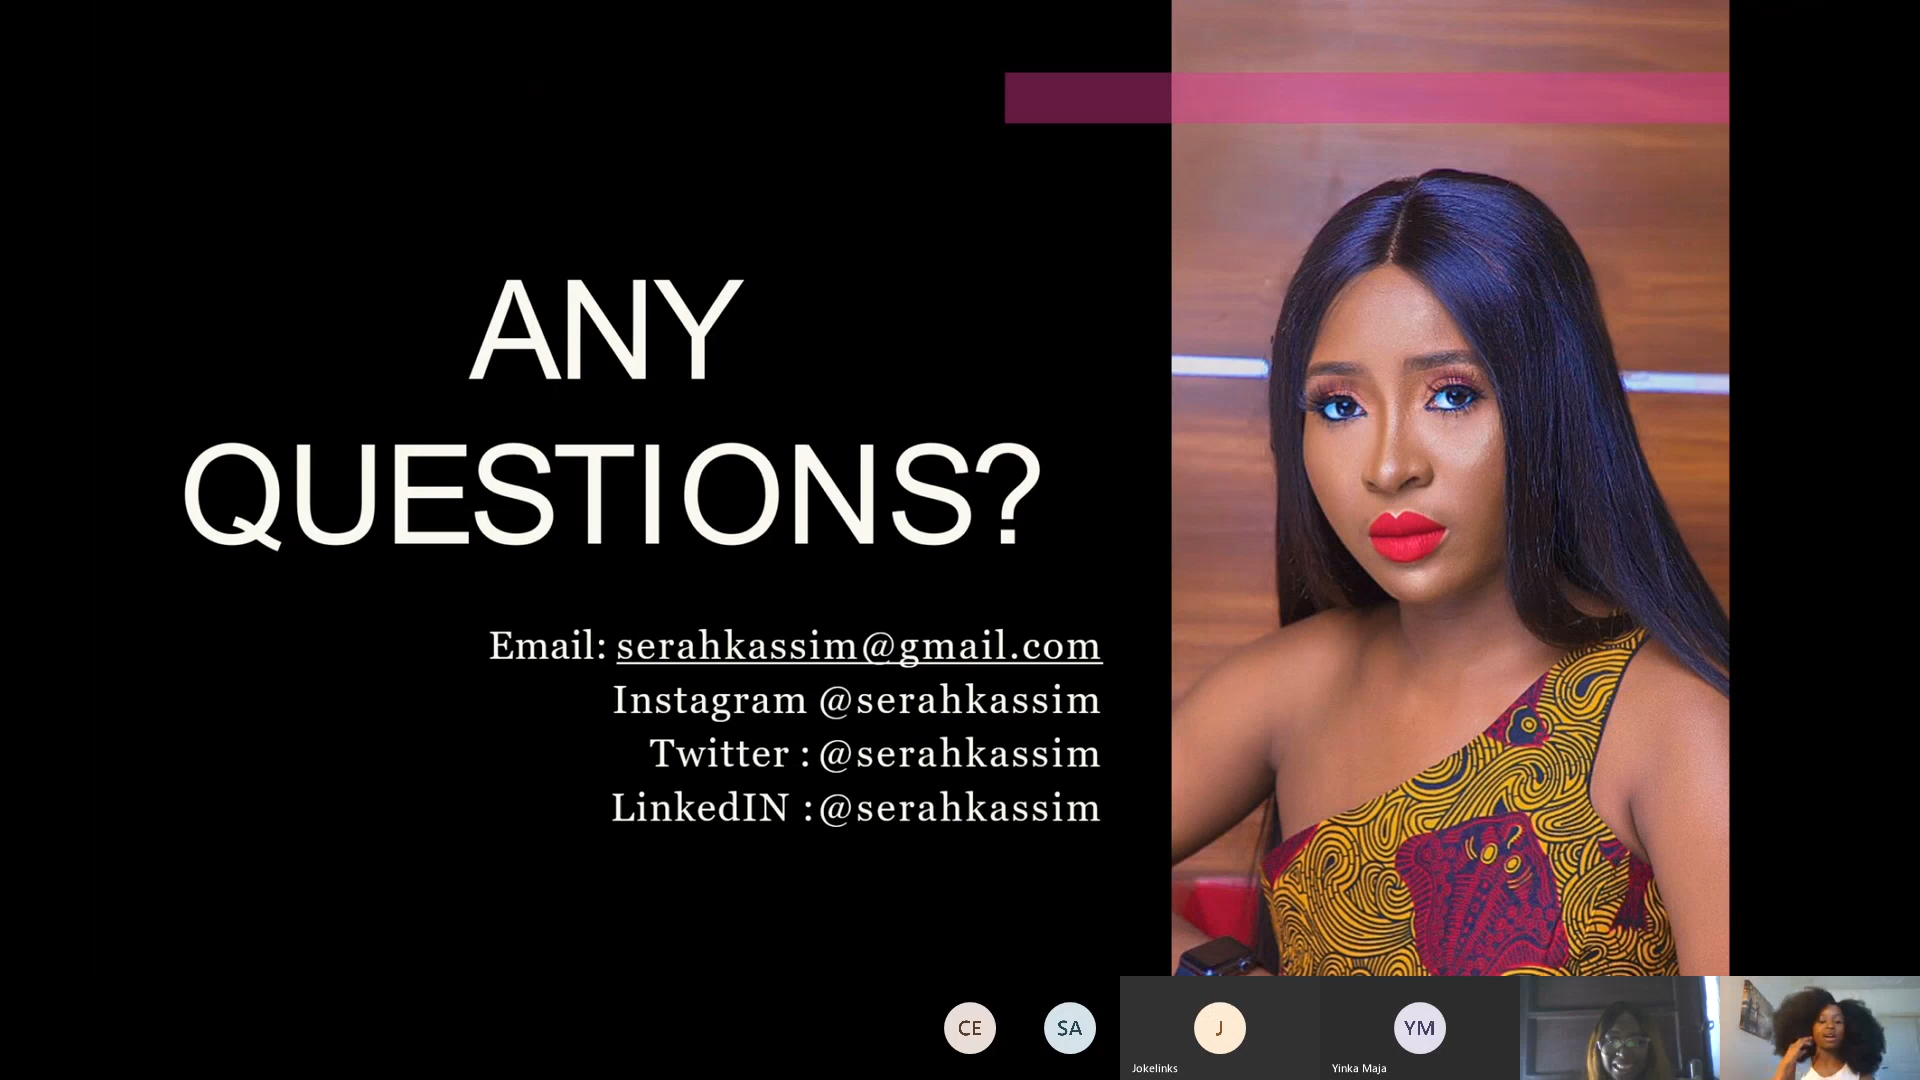 ANY
QUESTIONS?
Email: serahkassim@gmail.com
Instagram @serahkassim
Twitter : @serahkassim
LinkedIN :@serahkassim
CE
SA
J
YM
Jokelinks
Yinka Maja